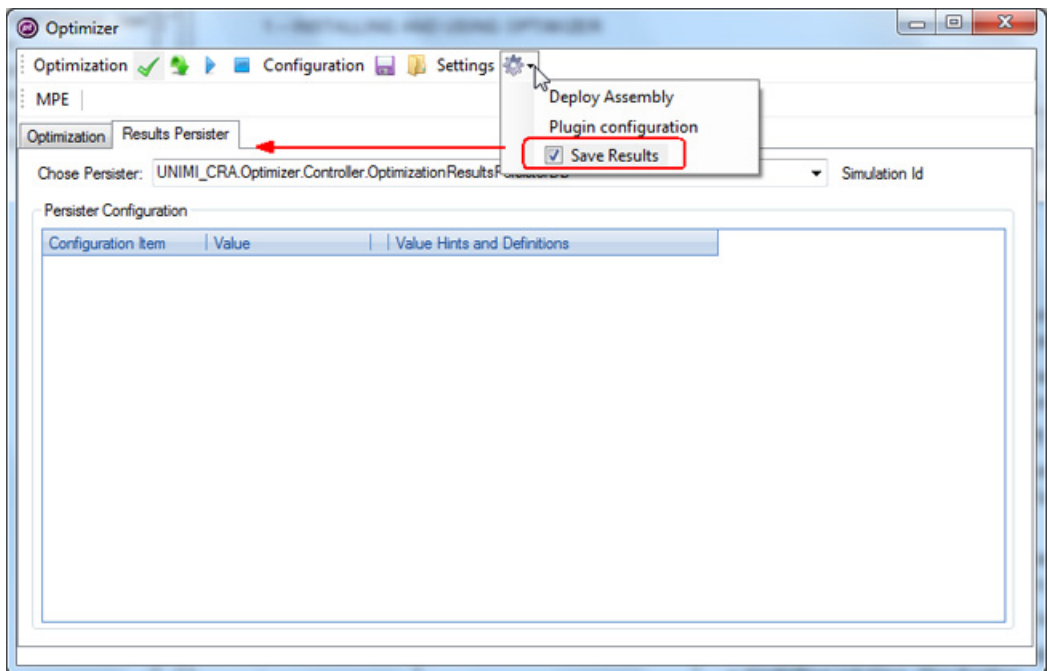 Optimizer
Optimization Configuration Settings
Deploy Assembly
MPE
Plugin configuration
Optimization Results Persister
Save Results
Chose Persister: Simulation Id
Persister Configuration
Configuration Item Value Value Hints and Definitions